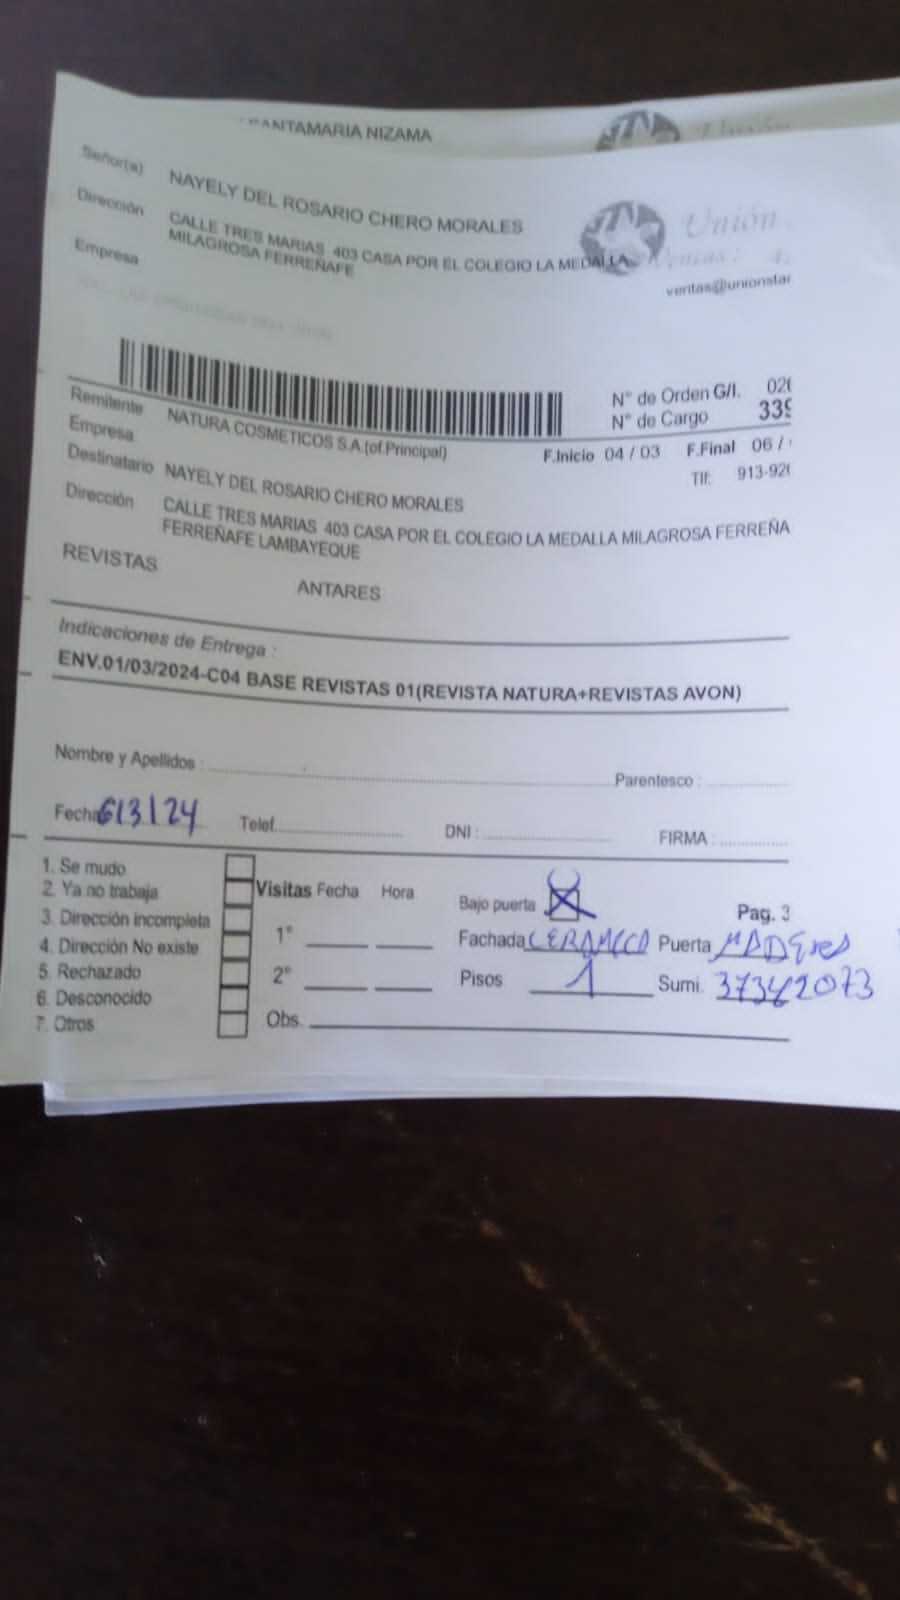 SANTAMARIA NIZAMA
Señor(a) NAYELY DEL ROSARIO CHERO MORALES
Dirección CALLE TRES MARIAS 403 CASA POR EL COLEGIO LA MEDALLA
MILAGROSA FERREÑAFE
Empresa
Unión
Ventas:
ventas@unionstar
N° de Orden G/I. 026
N° de Cargo 339
Remitente NATURA COSMETICOS S.A.(of.Principal)
Empresa
F.Inicio 04 / 03 F.Final 06 /
Destinatario NAYELY DEL ROSARIO CHERO MORALES
Tlf: 913-926
Dirección CALLE TRES MARIAS 403 CASA POR EL COLEGIO LA MEDALLA MILAGROSA FERREÑA
FERREÑAFE LAMBAYEQUE
REVISTAS
ANTARES
Indicaciones de Entrega :
ENV.01/03/2024-C04 BASE REVISTAS 01(REVISTA NATURA+REVISTAS AVON)
Nombre y Apellidos : Parentesco :
Fecha 6/3/24 Telef. DNI : FIRMA :
1. Se mudo
2. Ya no trabaja
3. Dirección incompleta
4. Dirección No existe
5. Rechazado
6. Desconocido
7. Otros
Visitas Fecha Hora
1°
2°
Obs.
Bajo puerta Pag. 3
Fachada CERAMICO Puerta MADERA
Pisos 1 Sumi. 37342073